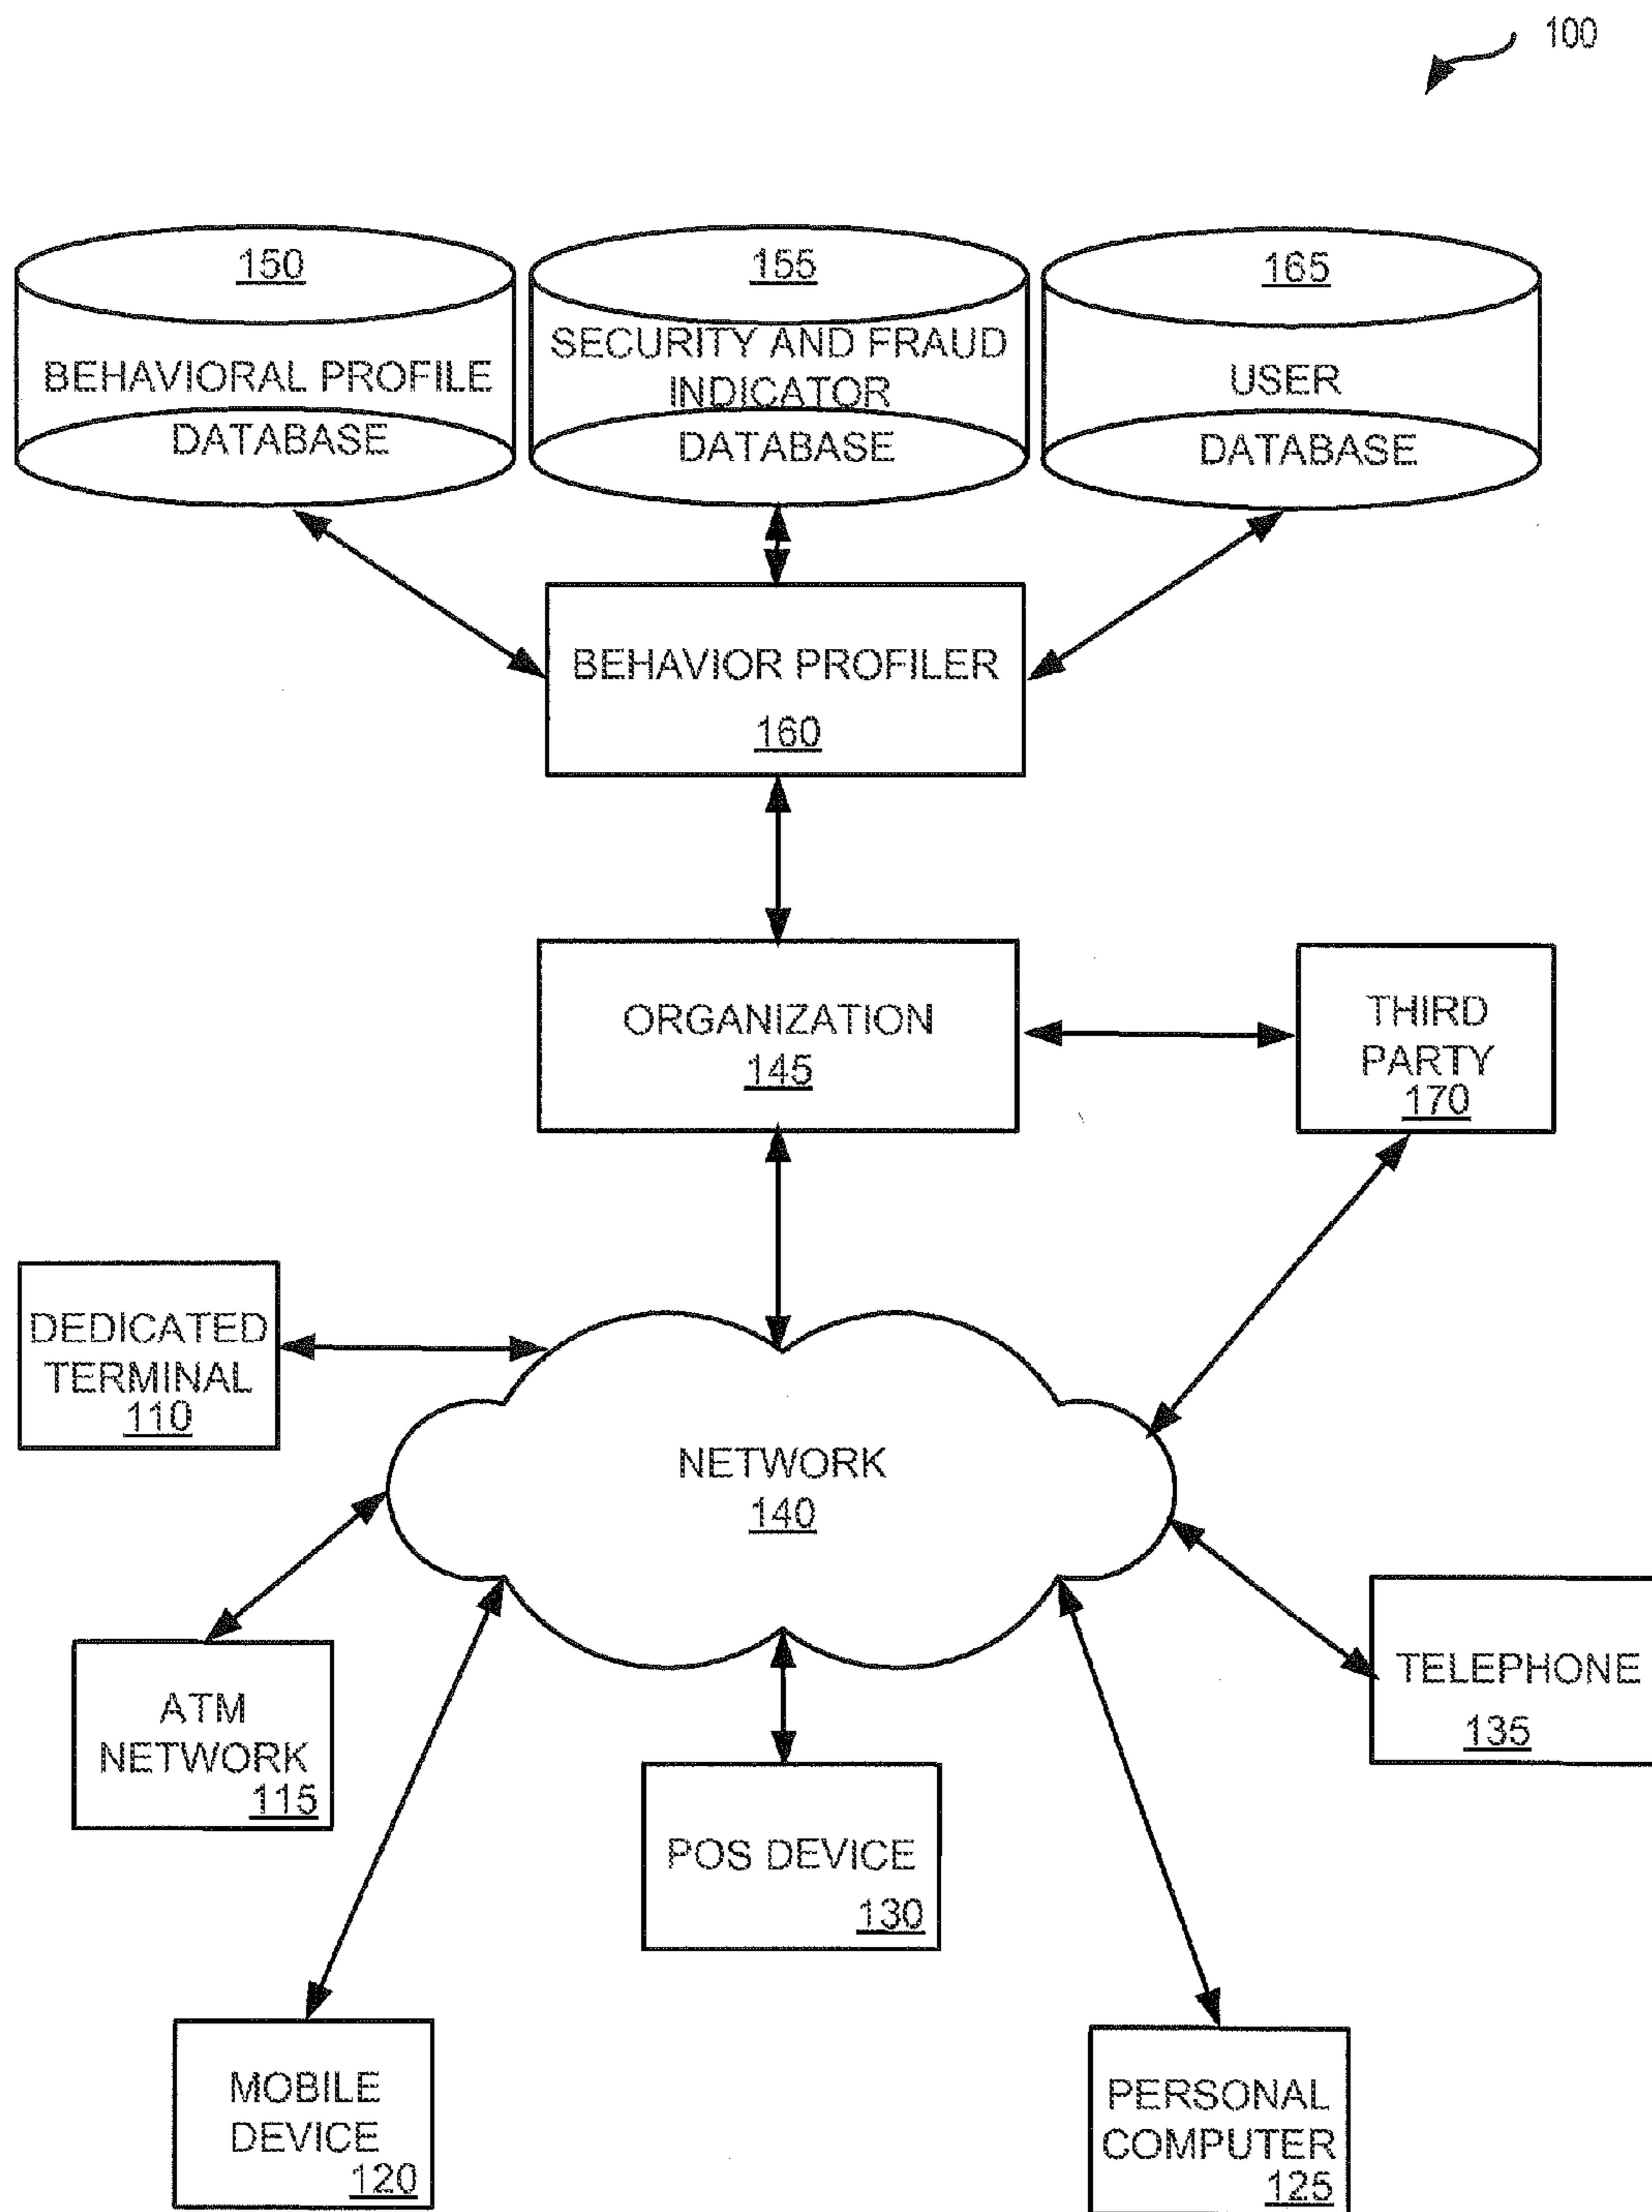 100
150
BEHAVIORAL PROFILE
DATABASE
155
SECURITY AND FRAUD
INDICATOR
DATABASE
165
USER
DATABASE
BEHAVIOR PROFILER
160
ORGANIZATION
145
THIRD
PARTY
170
DEDICATED
TERMINAL
110
NETWORK
140
ATM
NETWORK
115
TELEPHONE
135
POS DEVICE
130
MOBILE
DEVICE
120
PERSONAL
COMPUTER
125